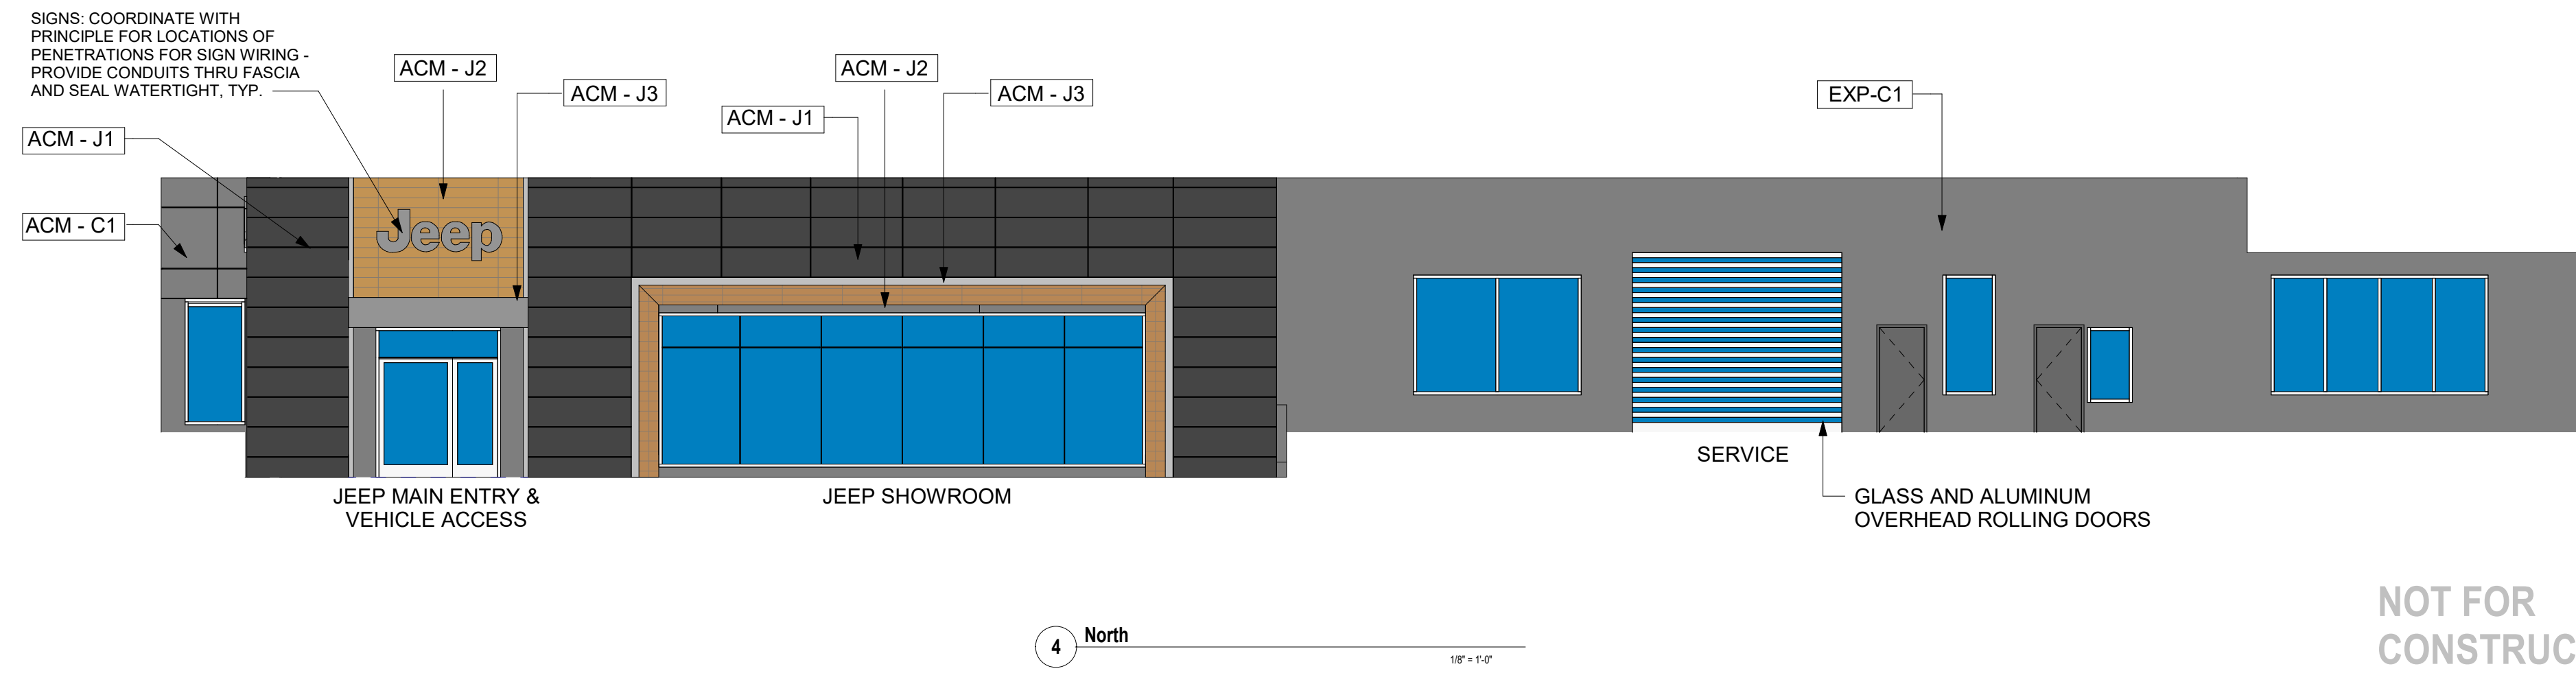 SIGNS: COORDINATE WITH
PRINCIPLE FOR LOCATIONS OF
PENETRATIONS FOR SIGN WIRING -
PROVIDE CONDUITS THRU FASCIA
AND SEAL WATERTIGHT, TYP.
ACM - J2
ACM - J3
ACM - J1
ACM - C1
ACM - J2
ACM - J3
ACM - J1
EXP-C1
Jeep
SERVICE
JEEP MAIN ENTRY &
VEHICLE ACCESS
JEEP SHOWROOM
GLASS AND ALUMINUM
OVERHEAD ROLLING DOORS
4
North
1/8" = 1'-0"
NOT FOR
CONSTRUC